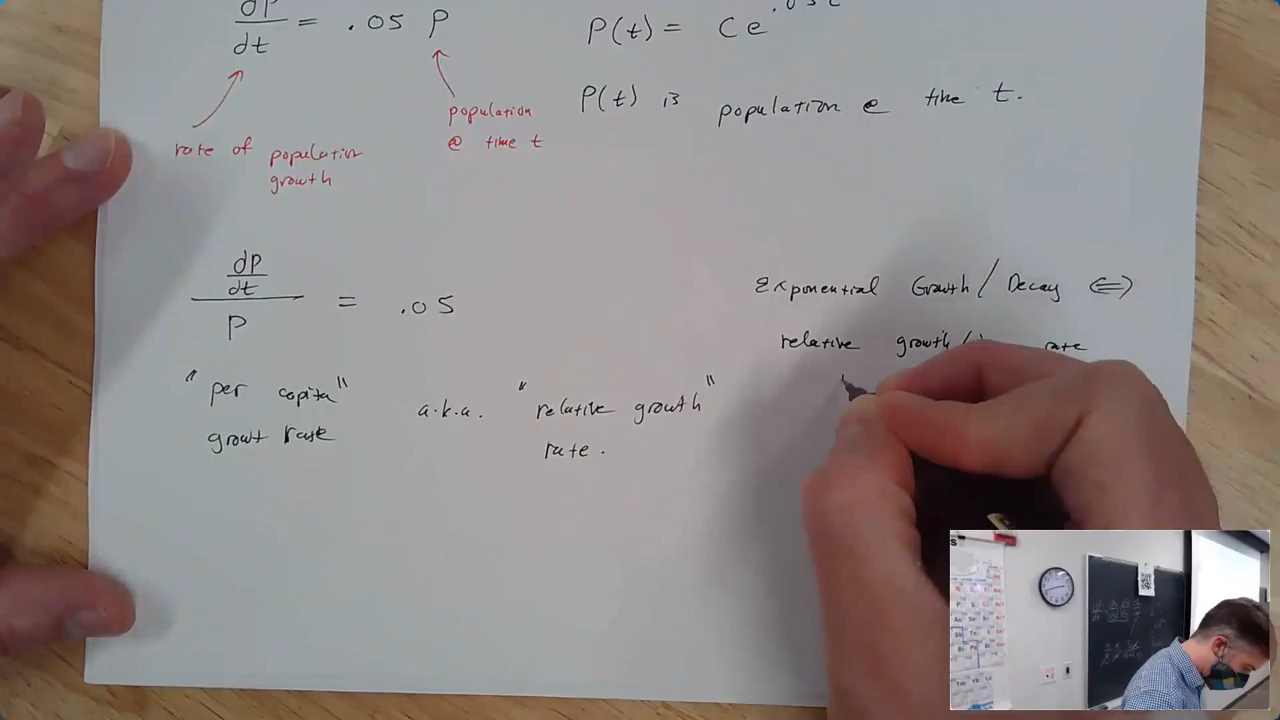 dP/dt = .05 P
P(t) = Ce^.05t
P(t) is population @ time t.
rate of population growth
population
@ time t
dP/dt / P = .05
"per capita"
growt rate
a.k.a.
"relative growth
rate.
Exponential Growth/Decay ⟺
relative growth/ rate